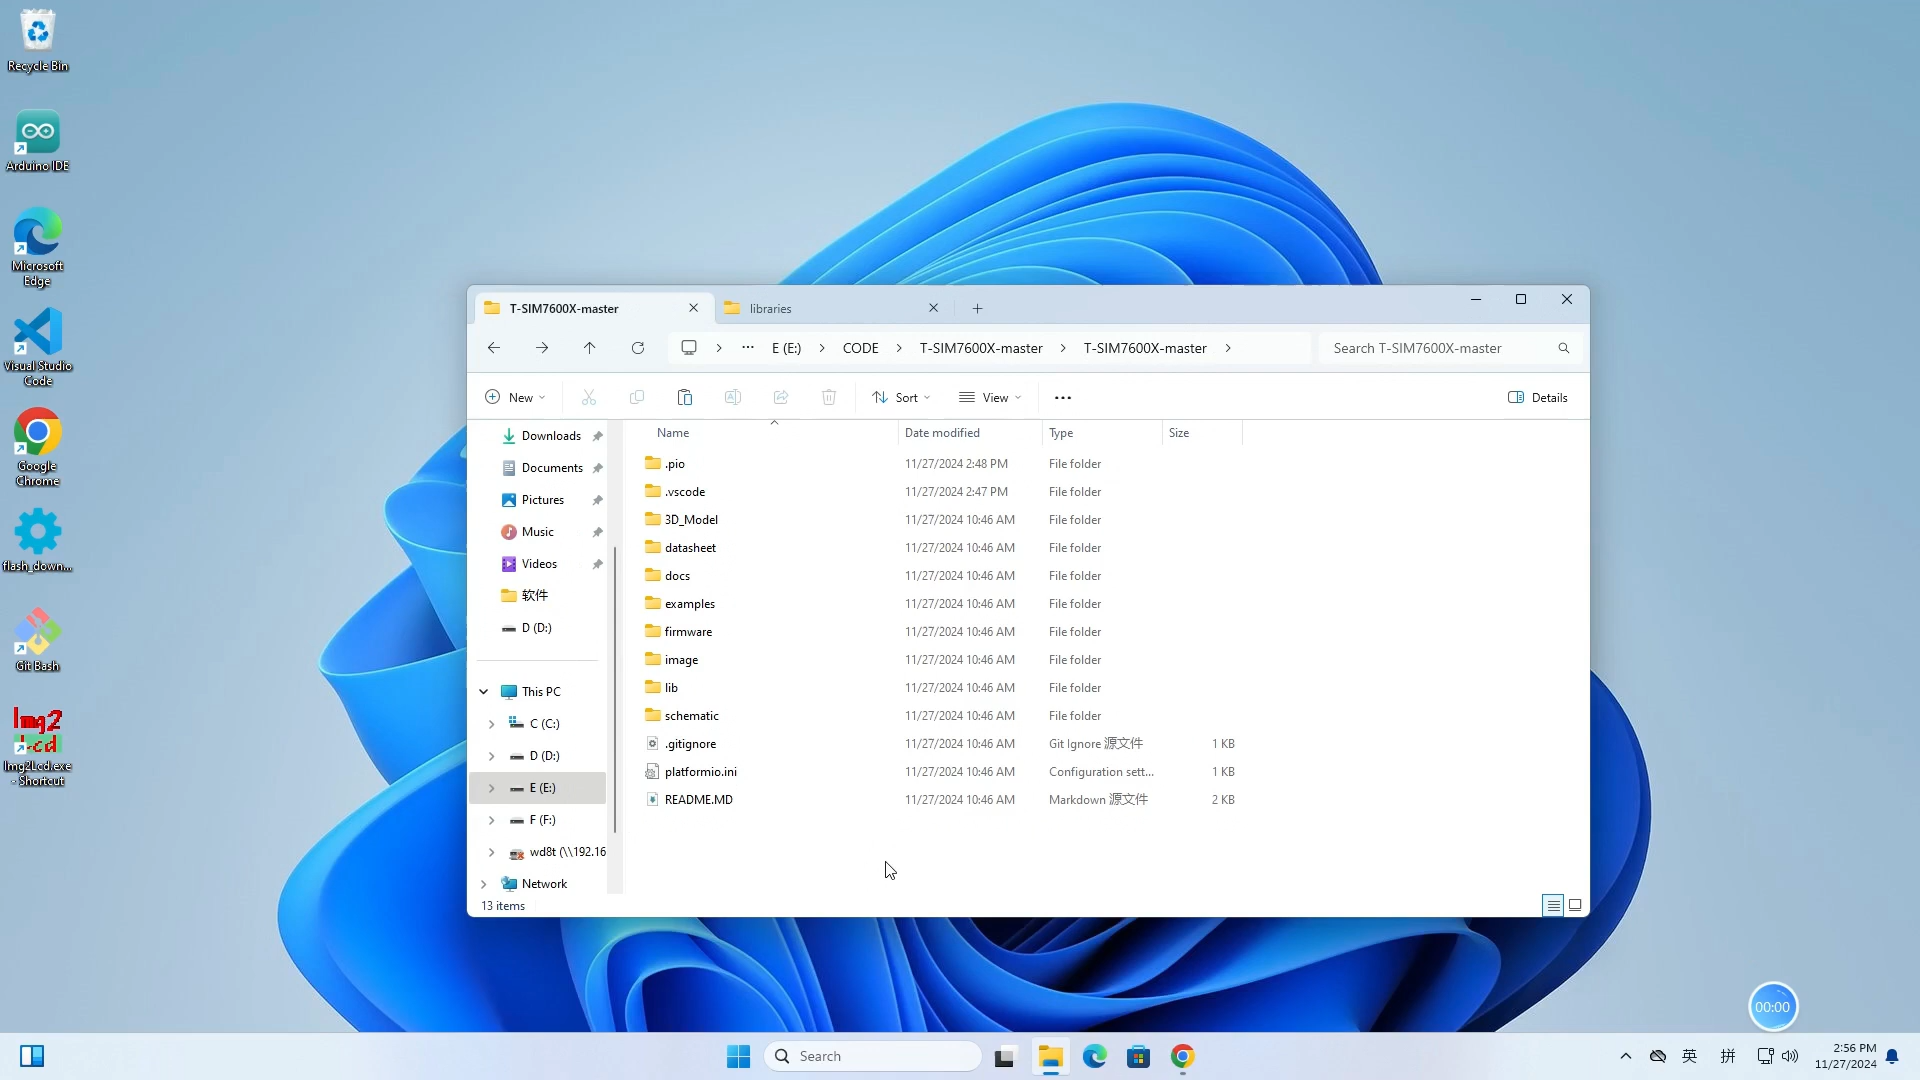 Recycle Bin
Arduino IDE
Microsoft
Edge
Visual Studio
Code
Google
Chrome
flash_down...
Git Bash
Img2
Lcd
Img2Lcd.exe
- Shortcut
T-SIM7600X-master
libraries
E (E:)
CODE
T-SIM7600X-master
T-SIM7600X-master
Search T-SIM7600X-master
New
Sort
View
Details
Downloads
Documents
Pictures
Music
Videos
软件
D (D:)
This PC
C (C:)
D (D:)
E (E:)
F (F:)
wd8t (\\192.16
Network
Name Date modified Type Size
.pio 11/27/2024 2:48 PM File folder
.vscode 11/27/2024 2:47 PM File folder
3D_Model 11/27/2024 10:46 AM File folder
datasheet 11/27/2024 10:46 AM File folder
docs 11/27/2024 10:46 AM File folder
examples 11/27/2024 10:46 AM File folder
firmware 11/27/2024 10:46 AM File folder
image 11/27/2024 10:46 AM File folder
lib 11/27/2024 10:46 AM File folder
schematic 11/27/2024 10:46 AM File folder
.gitignore 11/27/2024 10:46 AM Git Ignore 源文件 1 KB
platformio.ini 11/27/2024 10:46 AM Configuration sett... 1 KB
README.MD 11/27/2024 10:46 AM Markdown 源文件 2 KB
13 items
00:00
Search
英
拼
2:56 PM
11/27/2024